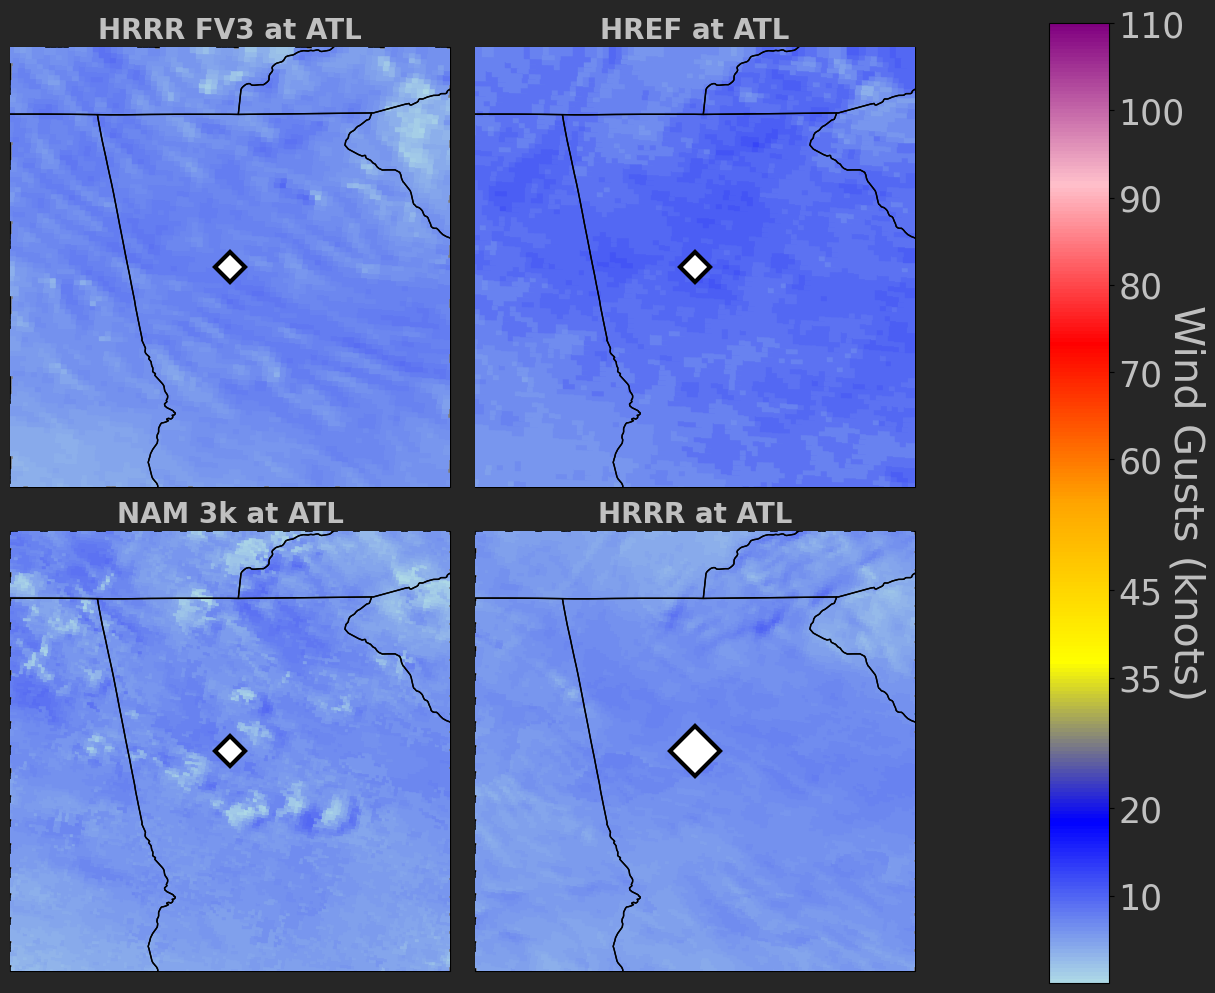 HRRR FV3 at ATL
HREF at ATL
NAM 3k at ATL
HRRR at ATL
110
100
90
80
70
60
45
35
20
10
Wind Gusts (knots)